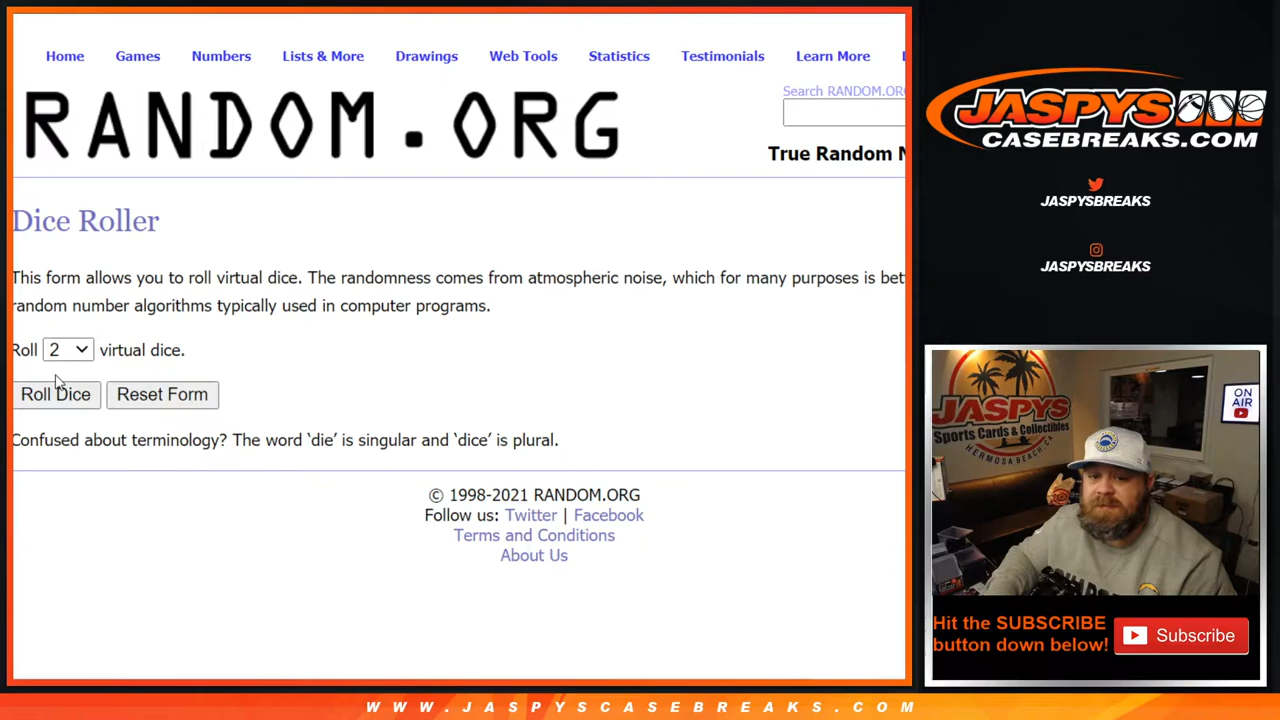 Home Games Numbers Lists & More Drawings Web Tools Statistics Testimonials Learn More
RANDOM.ORG
Search RANDOM.ORG
True Random N
Dice Roller
This form allows you to roll virtual dice. The randomness comes from atmospheric noise, which for many purposes is bet
random number algorithms typically used in computer programs.
Roll 2 virtual dice.
Roll Dice Reset Form
Confused about terminology? The word ‘die’ is singular and ‘dice’ is plural.
© 1998-2021 RANDOM.ORG
Follow us: Twitter | Facebook
Terms and Conditions
About Us
JASPYS
CASEBREAKS.COM
JASPYSBREAKS
JASPYSBREAKS
JASPYS
Sports Cards & Collectibles
HERMOSA BEACH, CA
ON
AIR
Hit the SUBSCRIBE
button down below!
Subscribe
WWW.JASPYSCASEBREAKS.COM